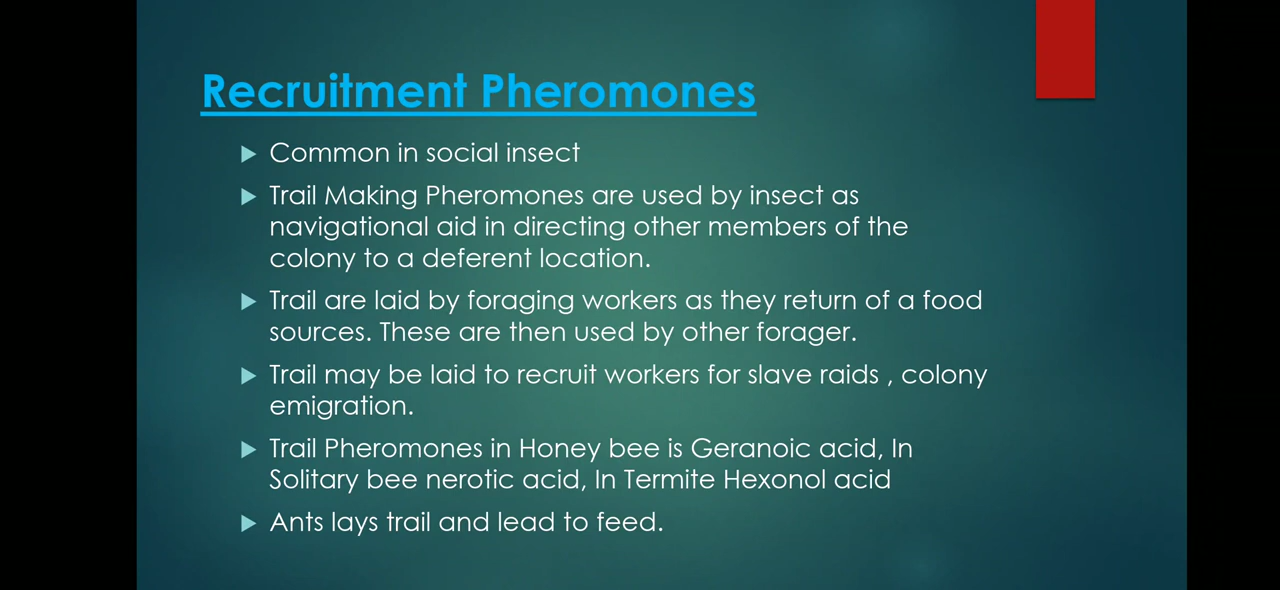 Recruitment Pheromones
Common in social insect
Trail Making Pheromones are used by insect as
navigational aid in directing other members of the
colony to a deferent location.
Trail are laid by foraging workers as they return of a food
sources. These are then used by other forager.
Trail may be laid to recruit workers for slave raids , colony
emigration.
Trail Pheromones in Honey bee is Geranoic acid, In
Solitary bee nerotic acid, In Termite Hexonol acid
Ants lays trail and lead to feed.